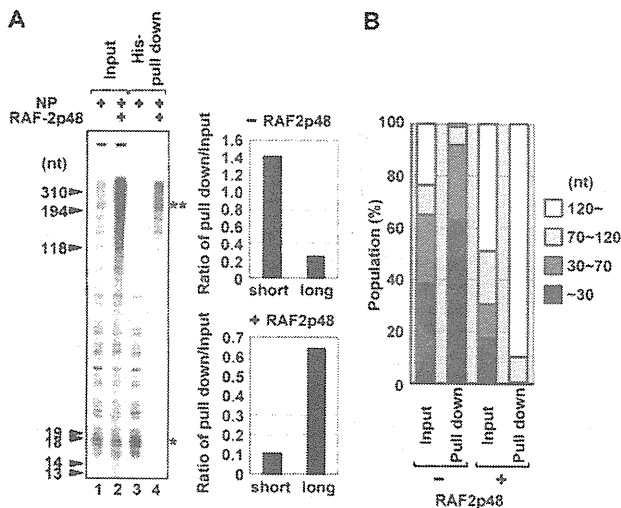 A
Input
His-
pull down
NP + + + +
RAF-2p48 + +
(nt)
310
194
118
19
16
14
13
**
*
1 2 3 4
− RAF2p48
Ratio of pull down/Input
1.6
1.4
1.2
1.0
0.8
0.6
0.4
0.2
0
short long
+ RAF2p48
Ratio of pull down/Input
0.7
0.6
0.5
0.4
0.3
0.2
0.1
0
short long
B
Population (%)
100
80
60
40
20
0
(nt)
120~
70~120
30~70
~30
Input
Pull down
Input
Pull down
− +
RAF2p48